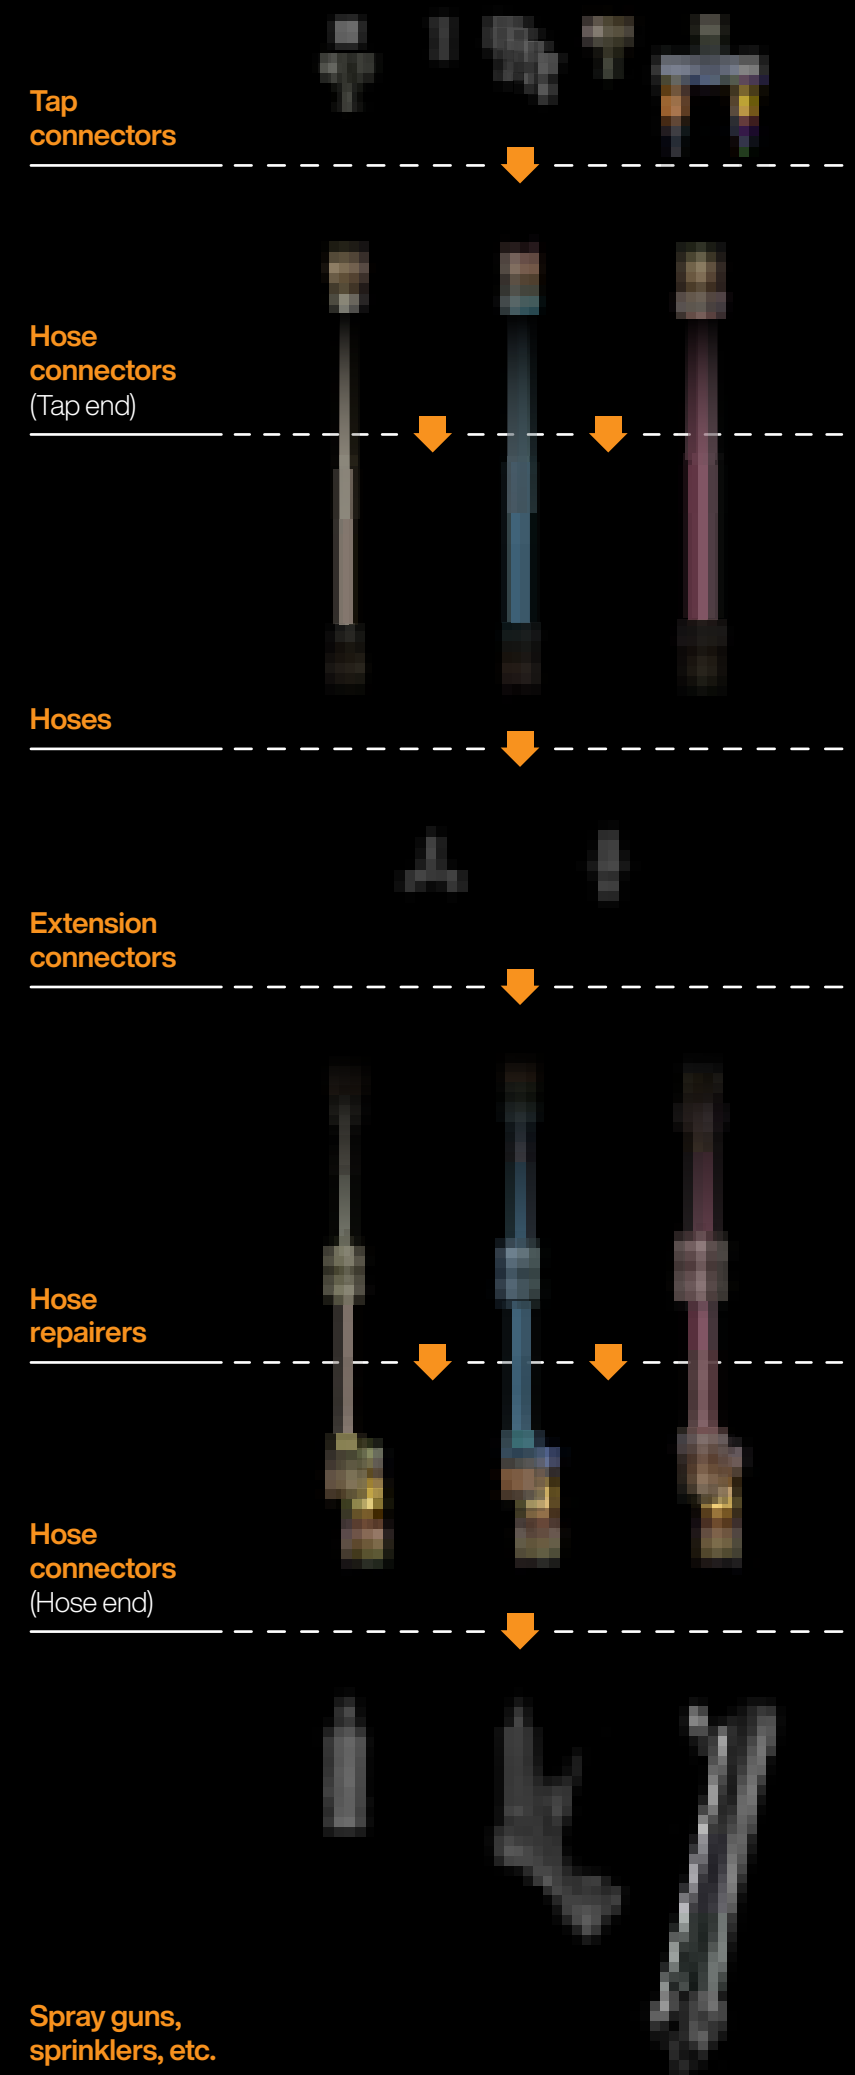 Tap
connectors
Hose
connectors
(Tap end)
Hoses
Extension
connectors
Hose
repairers
Hose
connectors
(Hose end)
Spray guns,
sprinklers, etc.